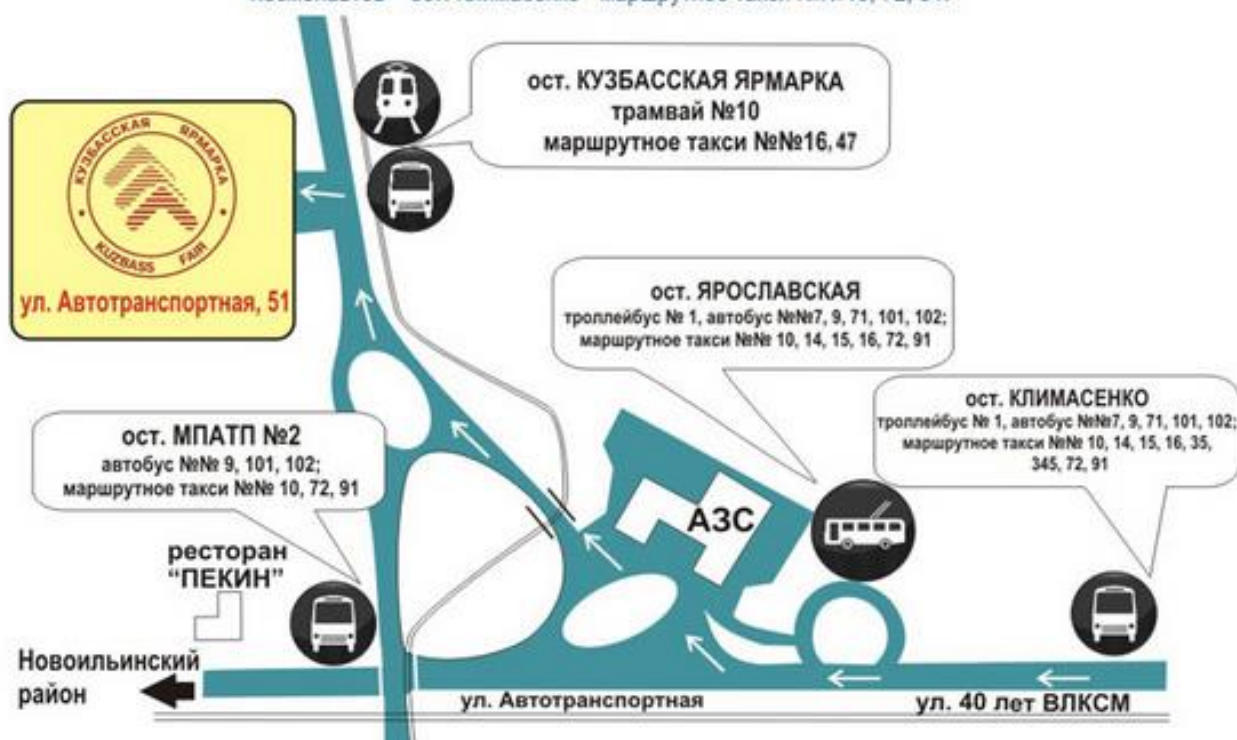 ост. КУЗБАССКАЯ ЯРМАРКА
трамвай №10
маршрутное такси №№16, 47
КУЗБАССКАЯ ЯРМАРКА
KUZBASS FAIR
ул. Автотранспортная, 51
ост. ЯРОСЛАВСКАЯ
троллейбус № 1, автобус №№7, 9, 71, 101, 102;
маршрутное такси №№ 10, 14, 15, 16, 72, 91
ост. КЛИМАСЕНКО
троллейбус № 1, автобус №№7, 9, 71, 101, 102;
маршрутное такси №№ 10, 14, 15, 16, 35,
345, 72, 91
ост. МПАТП №2
автобус №№ 9, 101, 102;
маршрутное такси №№ 10, 72, 91
АЗС
ресторан
“ПЕКИН”
Новоильинский
район
ул. Автотранспортная
ул. 40 лет ВЛКСМ